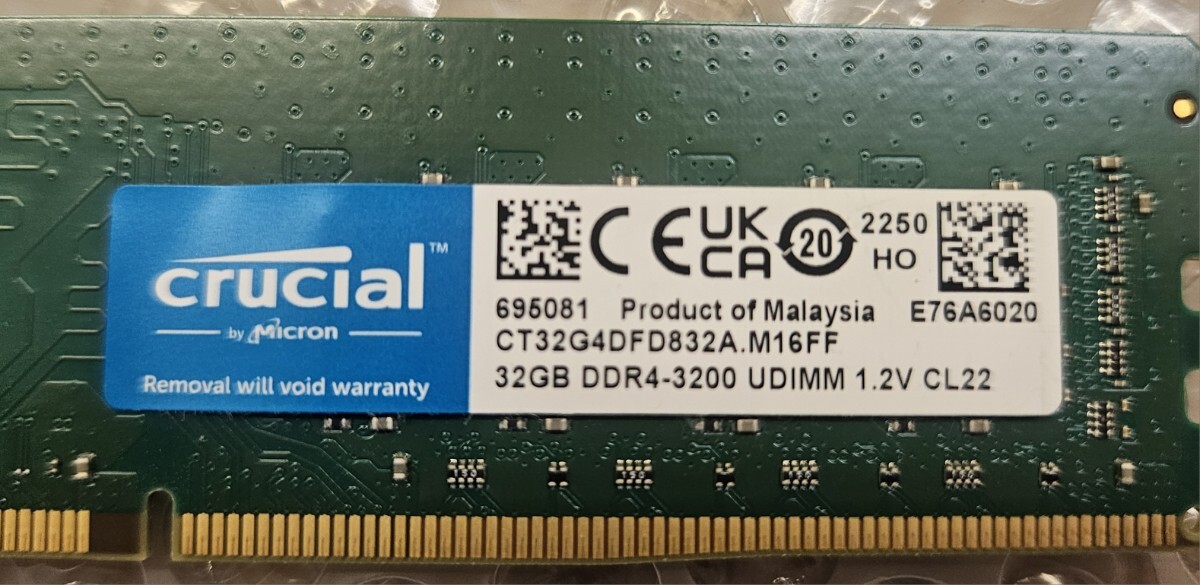 crucial™
by Micron
Removal will void warranty
CE UK CA 20 2250
HO
695081 Product of Malaysia E76A6020
CT32G4DFD832A.M16FF
32GB DDR4-3200 UDIMM 1.2V CL22